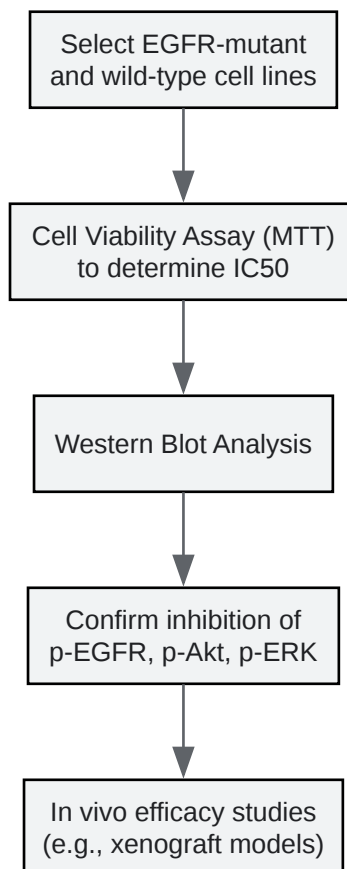 Select EGFR-mutant
and wild-type cell lines
Cell Viability Assay (MTT)
to determine IC50
Western Blot Analysis
Confirm inhibition of
p-EGFR, p-Akt, p-ERK
In vivo efficacy studies
(e.g., xenograft models)